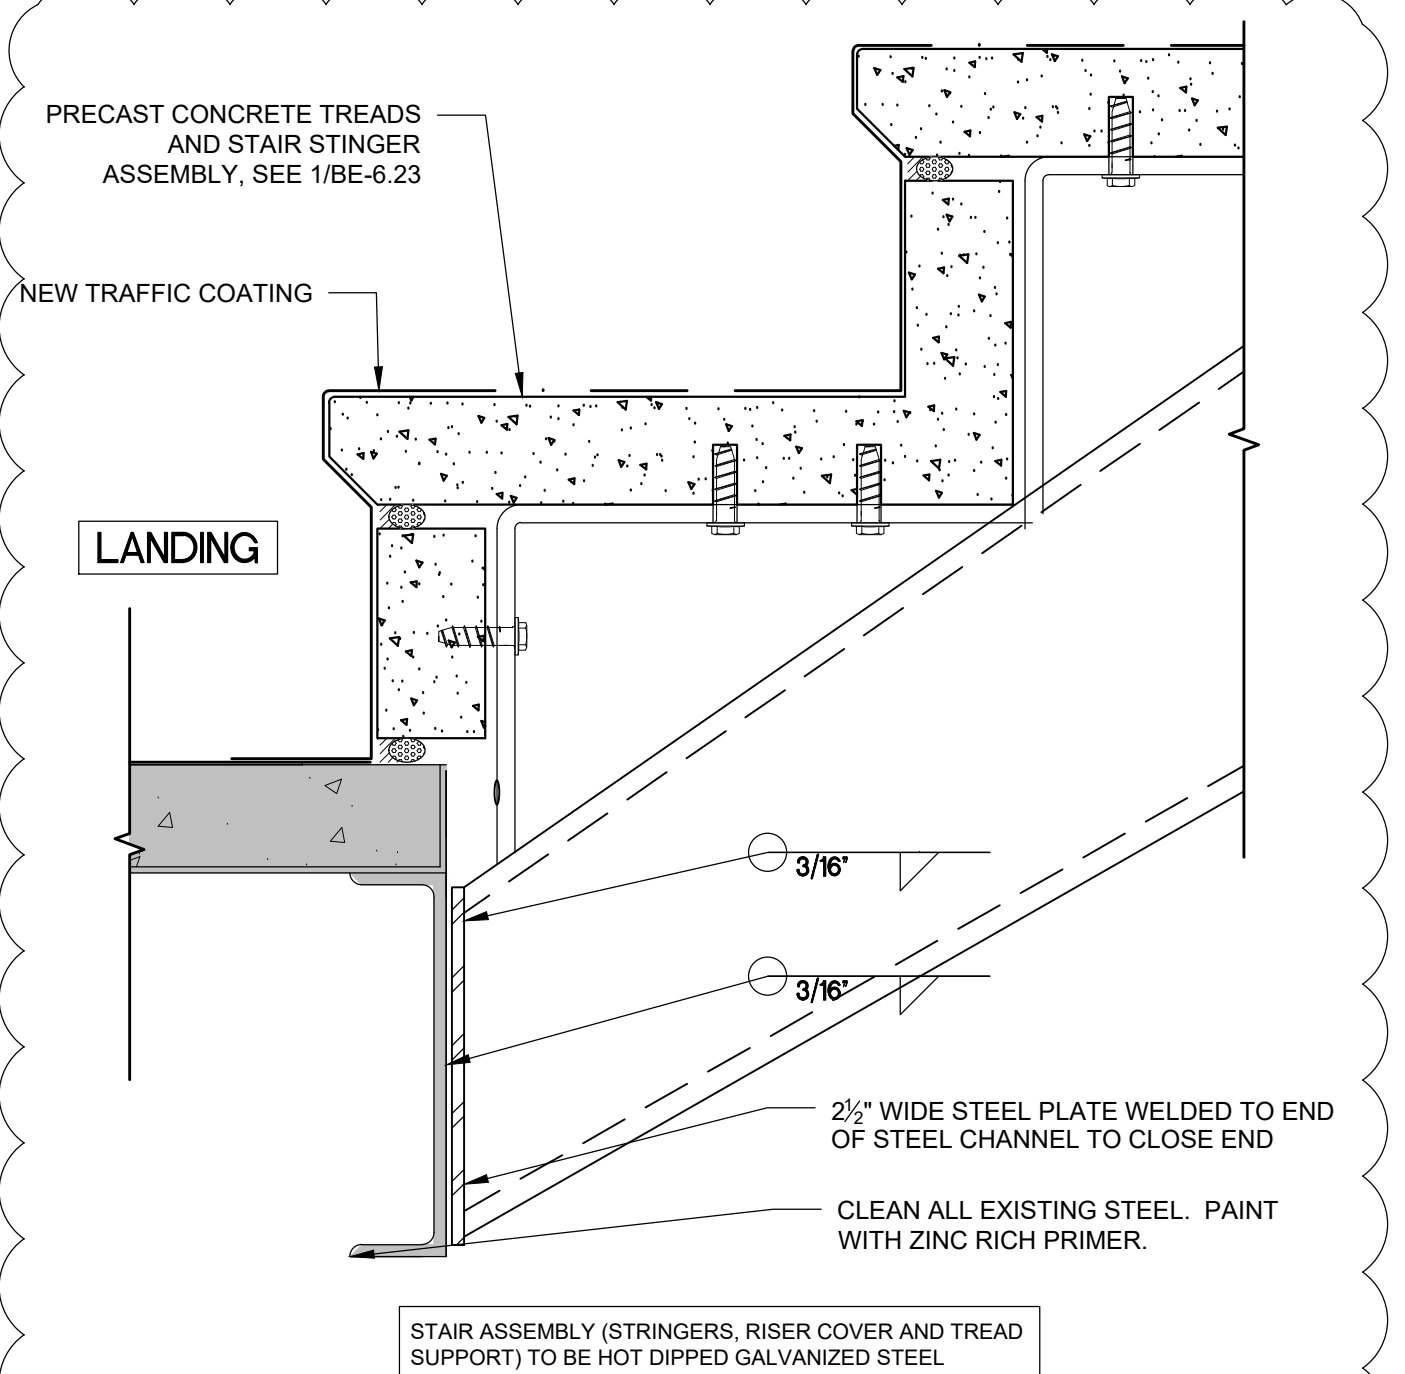 PRECAST CONCRETE TREADS
AND STAIR STINGER
ASSEMBLY, SEE 1/BE-6.23
NEW TRAFFIC COATING
LANDING
3/16"
3/16"
2½" WIDE STEEL PLATE WELDED TO END
OF STEEL CHANNEL TO CLOSE END
CLEAN ALL EXISTING STEEL.  PAINT
WITH ZINC RICH PRIMER.
STAIR ASSEMBLY (STRINGERS, RISER COVER AND TREAD
SUPPORT) TO BE HOT DIPPED GALVANIZED STEEL